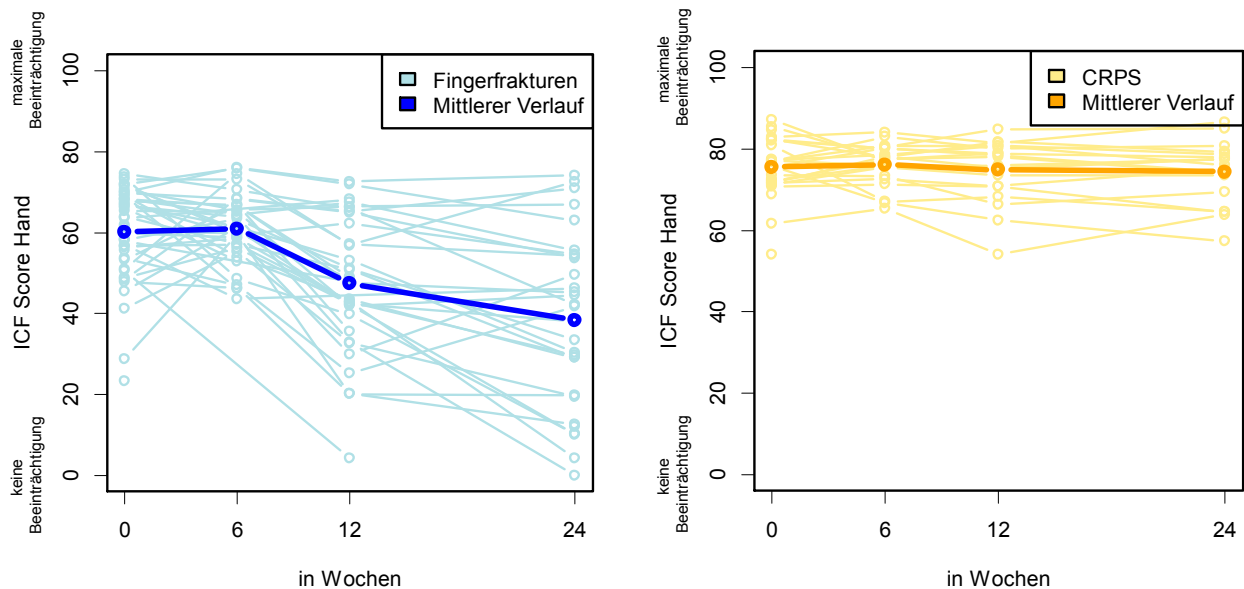 maximale
Beeinträchtigung
100
80
60
40
20
0
ICF Score Hand
keine
Beeinträchtigung
Fingerfrakturen
Mittlerer Verlauf
0 6 12 24
in Wochen
maximale
Beeinträchtigung
100
80
60
40
20
0
ICF Score Hand
keine
Beeinträchtigung
CRPS
Mittlerer Verlauf
0 6 12 24
in Wochen